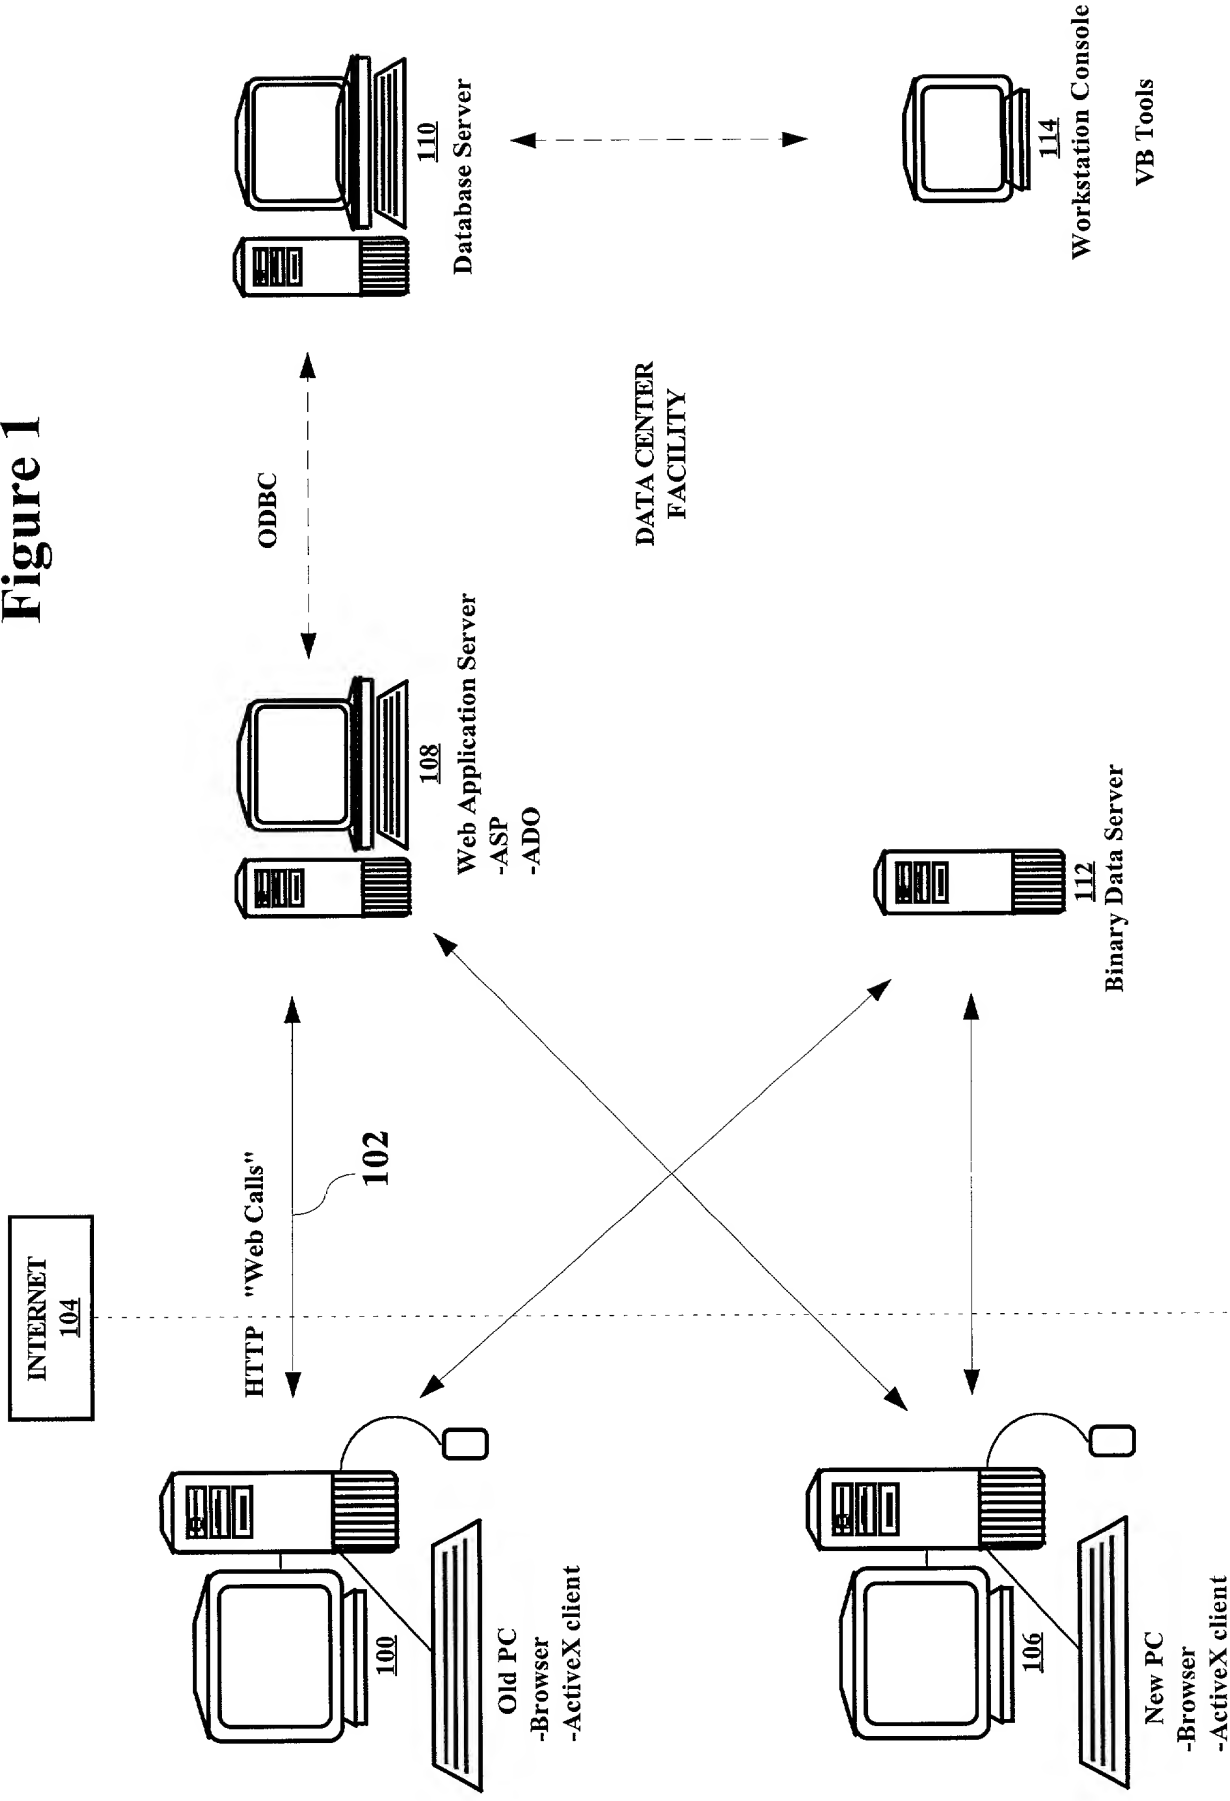 Figure 1
INTERNET
104
HTTP "Web Calls"
102
ODBC
100
Old PC
-Browser
-ActiveX client
108
Web Application Server
-ASP
-ADO
110
Database Server
DATA CENTER
FACILITY
106
New PC
-Browser
-ActiveX client
112
Binary Data Server
114
Workstation Console
VB Tools